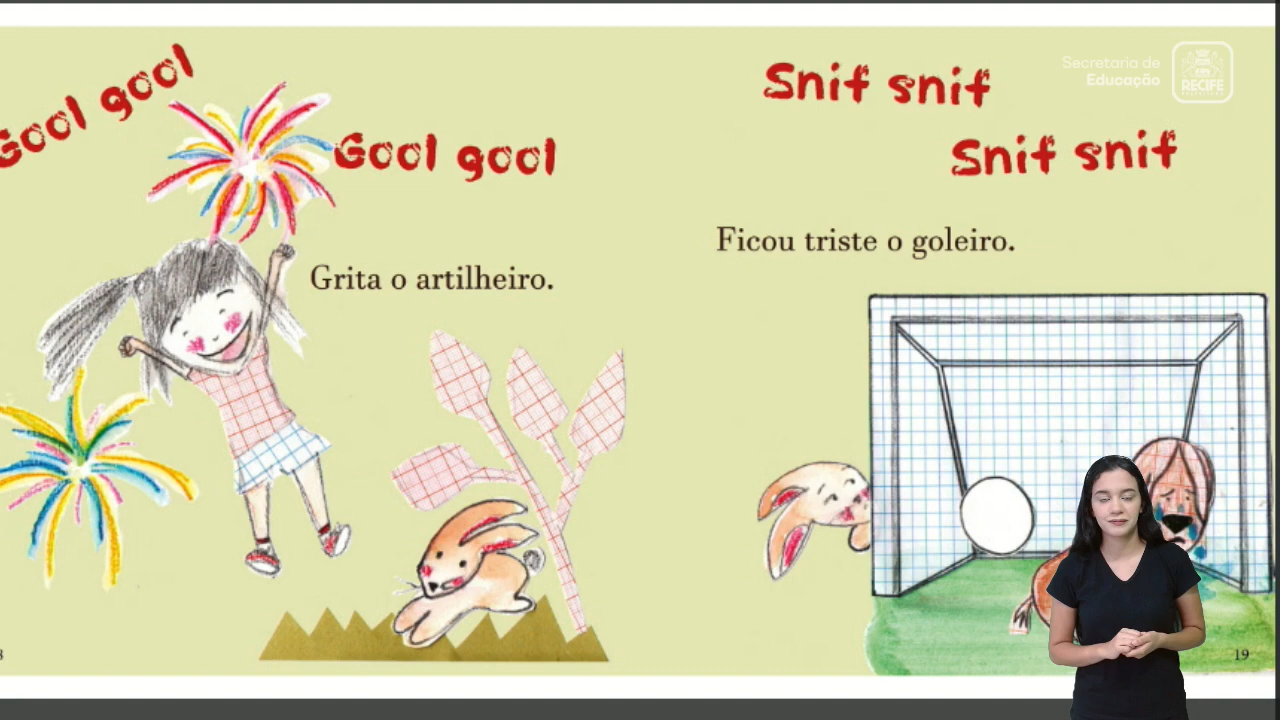 Gool gool
Gool gool
Grita o artilheiro.
Snif snif
Snif snif
Ficou triste o goleiro.
Secretaria de
Educação
RECIFE
19